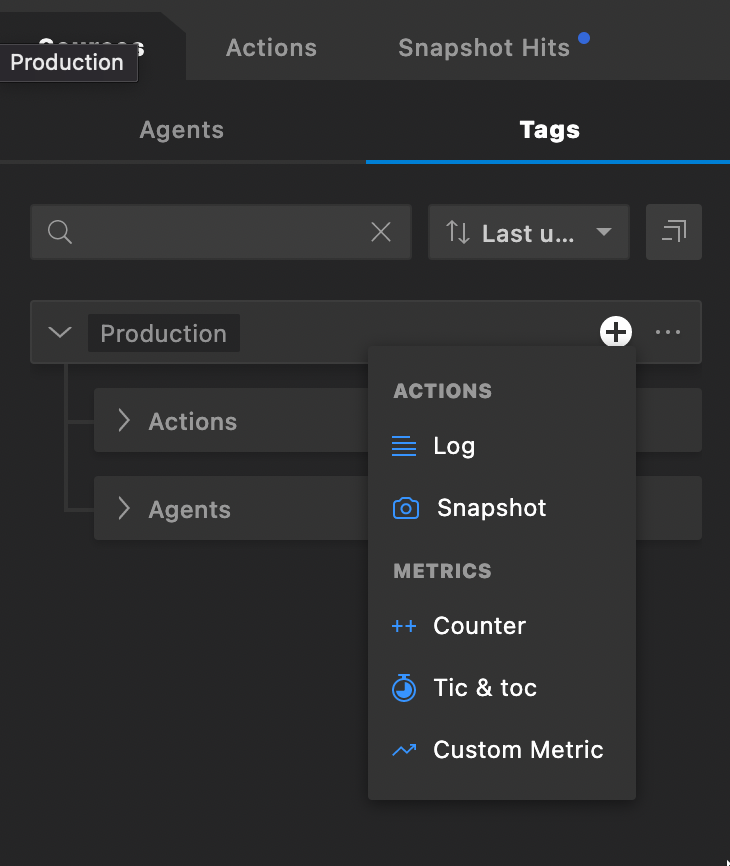 Sources Actions Snapshot Hits
Production
Agents Tags
Last u...
Production
ACTIONS
Actions
Log
Agents
Snapshot
METRICS
++ Counter
Tic & toc
Custom Metric